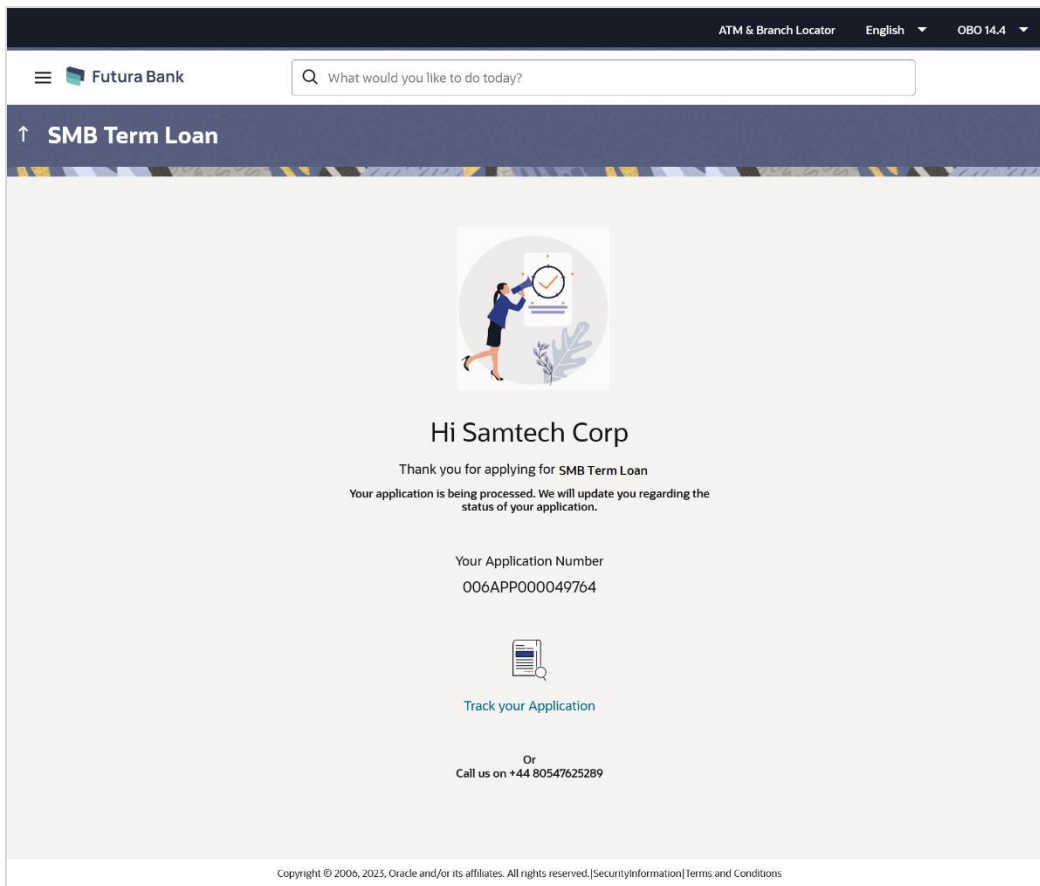 ATM & Branch Locator English OBO 14.4
Futura Bank What would you like to do today?
↑ SMB Term Loan
Hi Samtech Corp
Thank you for applying for SMB Term Loan
Your application is being processed. We will update you regarding the
status of your application.
Your Application Number
006APP000049764
Track your Application
Or
Call us on +44 80547625289
Copyright © 2006, 2023, Oracle and/or its affiliates. All rights reserved.|SecurityInformation|Terms and Conditions